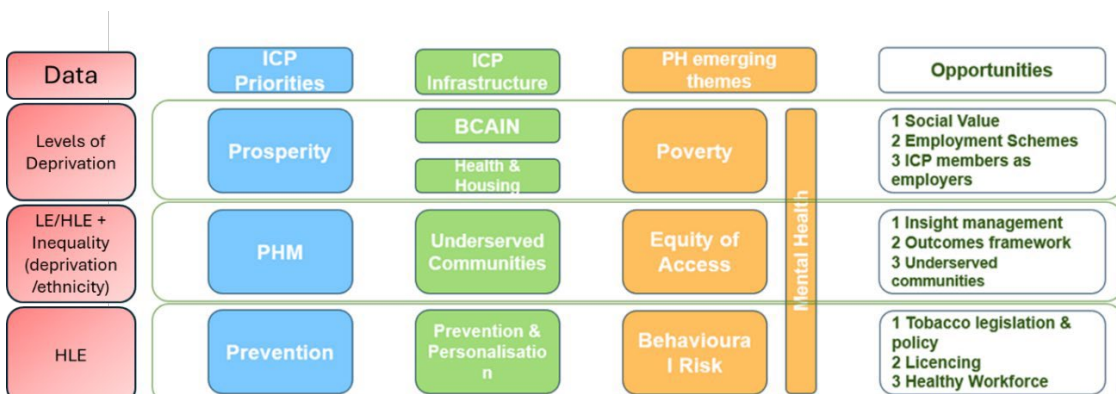 Data
ICP
Priorities
ICP
Infrastructure
PH emerging
themes
Opportunities
Levels of
Deprivation
Prosperity
BCAIN
Health &
Housing
Poverty
Mental Health
1 Social Value
2 Employment Schemes
3 ICP members as
employers
LE/HLE +
Inequality
(deprivation
/ethnicity)
PHM
Underserved
Communities
Equity of
Access
1 Insight management
2 Outcomes framework
3 Underserved
communities
HLE
Prevention
Prevention &
Personalisatio
n
Behavioura
l Risk
1 Tobacco legislation &
policy
2 Licencing
3 Healthy Workforce